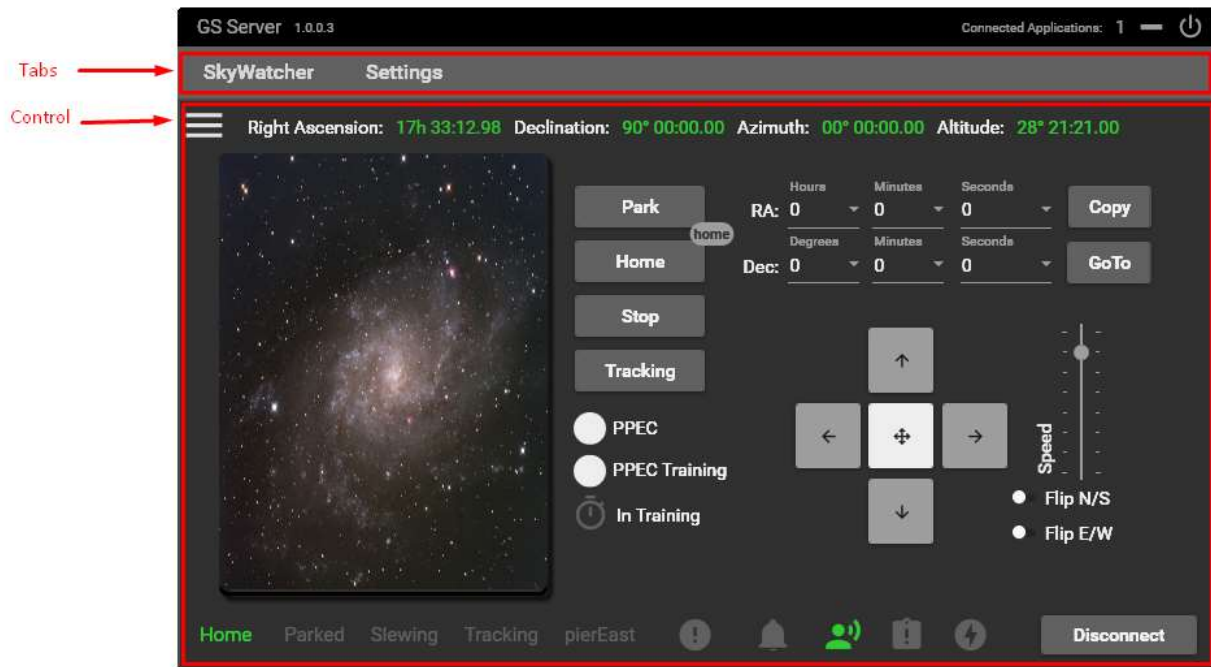 GS Server 1.0.0.3 Connected Applications: 1
Tabs
SkyWatcher Settings
Control
Right Ascension: 17h 33:12.98 Declination: 90° 00:00.00 Azimuth: 00° 00:00.00 Altitude: 28° 21:21.00
Hours Minutes Seconds
Park RA: 0 0 0 Copy
home
Degrees Minutes Seconds
Home Dec: 0 0 0 GoTo
Stop
Tracking
PPEC
Speed
PPEC Training
Flip N/S
In Training
Flip E/W
Home Parked Slewing Tracking pierEast Disconnect